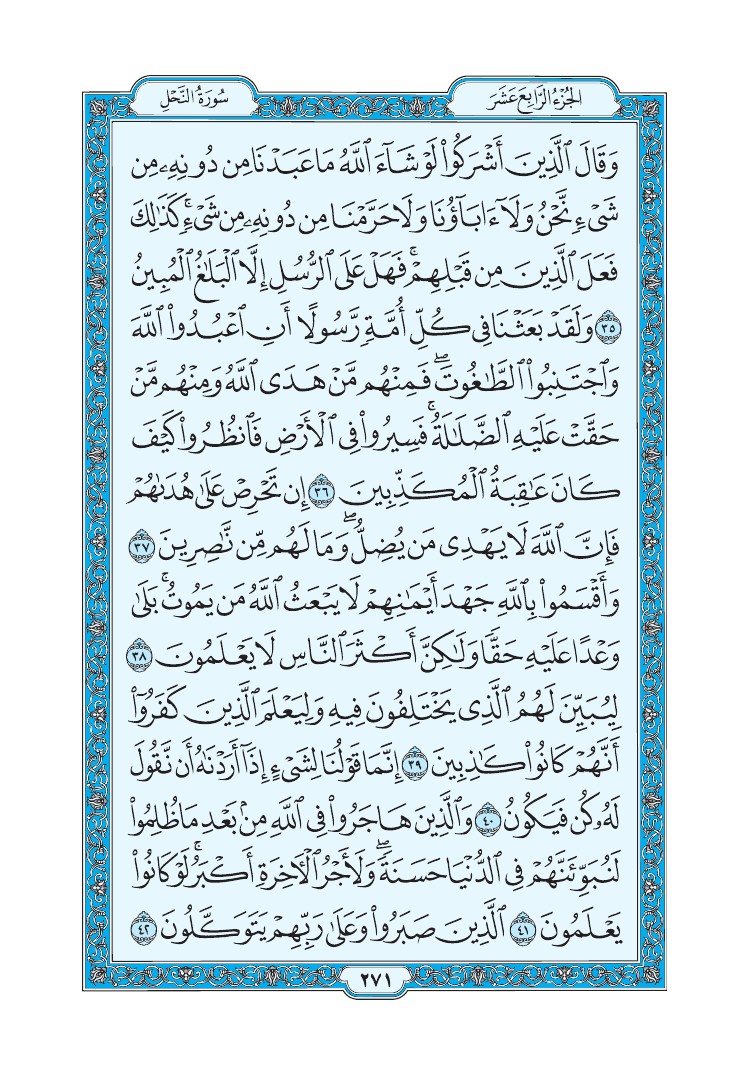 الجُزْءُ الرَّابِعَ عَشَرَ
سُورَةُ النَّحْلِ
وَقَالَ ٱلَّذِينَ أَشْرَكُوا۟ لَوْ شَآءَ ٱللَّهُ مَا عَبَدْنَا مِن دُونِهِۦ مِن
شَىْءٍ نَّحْنُ وَلَآ ءَابَآؤُنَا وَلَا حَرَّمْنَا مِن دُونِهِۦ مِن شَىْءٍ ۚ كَذَٰلِكَ
فَعَلَ ٱلَّذِينَ مِن قَبْلِهِمْ ۚ فَهَلْ عَلَى ٱلرُّسُلِ إِلَّا ٱلْبَلَٰغُ ٱلْمُبِينُ
٣٥ وَلَقَدْ بَعَثْنَا فِى كُلِّ أُمَّةٍ رَّسُولًا أَنِ ٱعْبُدُوا۟ ٱللَّهَ
وَٱجْتَنِبُوا۟ ٱلطَّٰغُوتَ ۖ فَمِنْهُم مَّنْ هَدَى ٱللَّهُ وَمِنْهُم مَّنْ
حَقَّتْ عَلَيْهِ ٱلضَّلَٰلَةُ ۚ فَسِيرُوا۟ فِى ٱلْأَرْضِ فَٱنظُرُوا۟ كَيْفَ
كَانَ عَٰقِبَةُ ٱلْمُكَذِّبِينَ ٣٦ إِن تَحْرِصْ عَلَىٰ هُدَىٰهُمْ
فَإِنَّ ٱللَّهَ لَا يَهْدِى مَن يُضِلُّ ۖ وَمَا لَهُم مِّن نَّٰصِرِينَ ٣٧
وَأَقْسَمُوا۟ بِٱللَّهِ جَهْدَ أَيْمَٰنِهِمْ لَا يَبْعَثُ ٱللَّهُ مَن يَمُوتُ ۚ بَلَىٰ
وَعْدًا عَلَيْهِ حَقًّا وَلَٰكِنَّ أَكْثَرَ ٱلنَّاسِ لَا يَعْلَمُونَ ٣٨
لِيُبَيِّنَ لَهُمُ ٱلَّذِى يَخْتَلِفُونَ فِيهِ وَلِيَعْلَمَ ٱلَّذِينَ كَفَرُوٓا۟
أَنَّهُمْ كَانُوا۟ كَٰذِبِينَ ٣٩ إِنَّمَا قَوْلُنَا لِشَىْءٍ إِذَآ أَرَدْنَٰهُ أَن نَّقُولَ
لَهُۥ كُن فَيَكُونُ ٤٠ وَٱلَّذِينَ هَاجَرُوا۟ فِى ٱللَّهِ مِنۢ بَعْدِ مَا ظُلِمُوا۟
لَنُبَوِّئَنَّهُمْ فِى ٱلدُّنْيَا حَسَنَةً ۖ وَلَأَجْرُ ٱلْءَاخِرَةِ أَكْبَرُ ۚ لَوْ كَانُوا۟
يَعْلَمُونَ ٤١ ٱلَّذِينَ صَبَرُوا۟ وَعَلَىٰ رَبِّهِمْ يَتَوَكَّلُونَ ٤٢
٢٧١